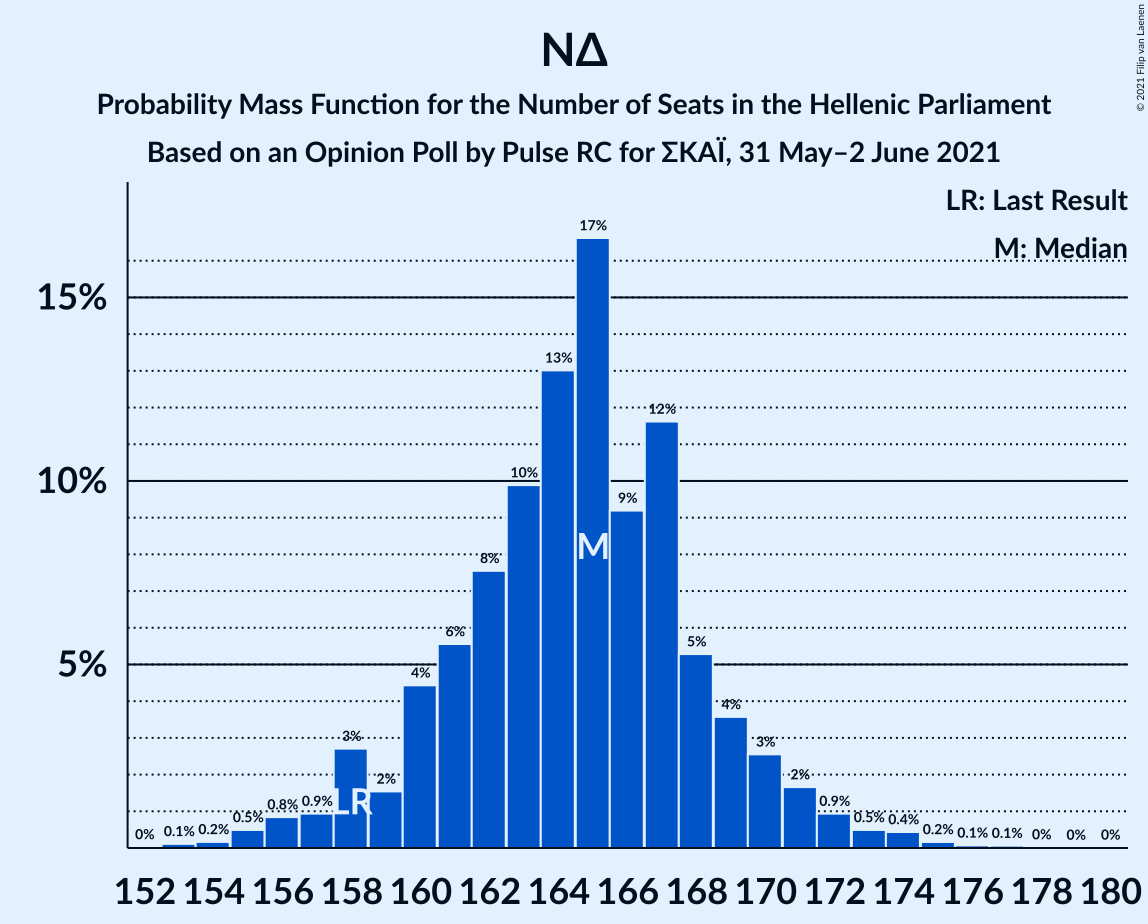 ΝΔ
Probability Mass Function for the Number of Seats in the Hellenic Parliament
Based on an Opinion Poll by Pulse RC for ΣΚΑΪ, 31 May–2 June 2021
© 2021 Filip van Laenen
LR: Last Result
M: Median
15%
10%
5%
0% 0.1% 0.2% 0.5% 0.8% 0.9% 3% 2% 4% 6% 8% 10% 13% 17% 9% 12% 5% 4% 3% 2% 0.9% 0.5% 0.4% 0.2% 0.1% 0.1% 0% 0% 0%
M
LR
152 154 156 158 160 162 164 166 168 170 172 174 176 178 180